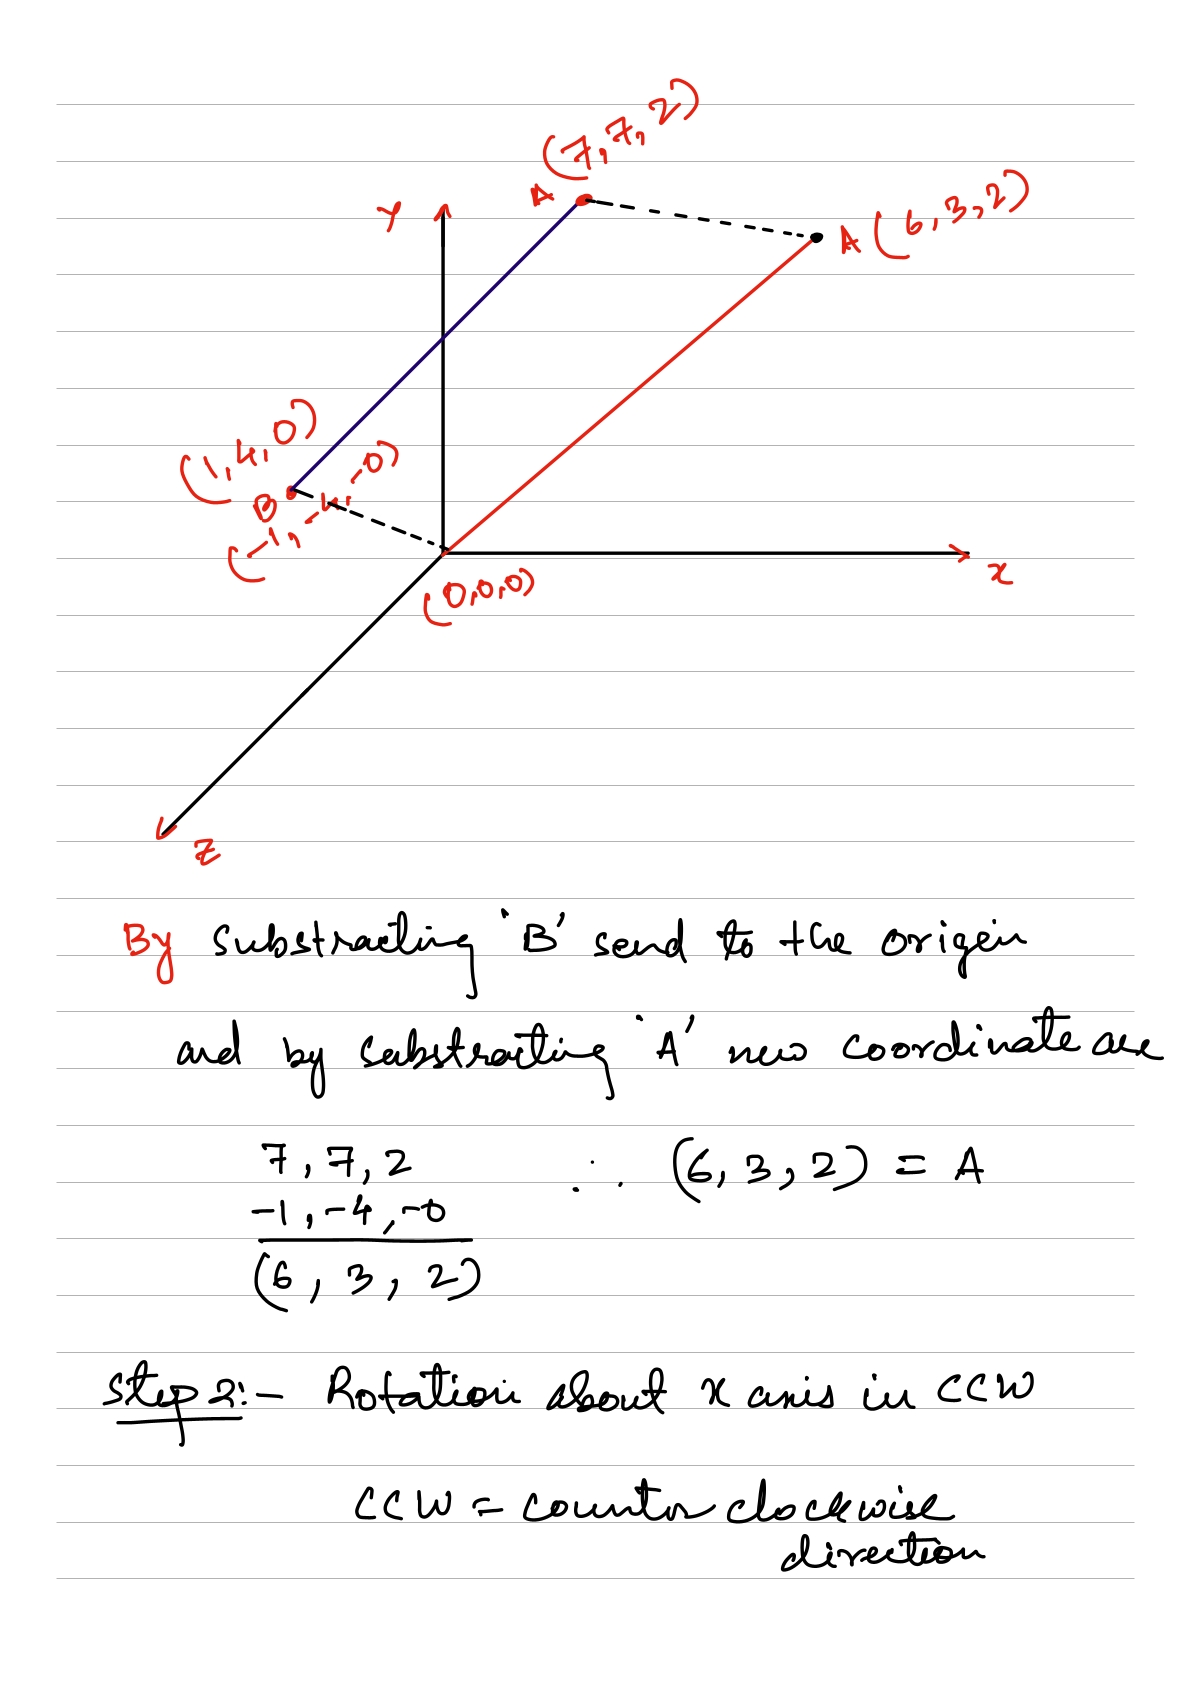 A (7,7,2)
Y
A (6,3,2)
(1,4,0)
B
(-1,-4,-0)
(0,0,0)
x
z
By substracting 'B' send to the origin
and by substracting 'A' new coordinate are
7,7,2 ∴ (6,3,2) = A
-1,-4,-0
(6,3,2)
Step 2:- Rotation about x axis in CCW
CCW = counter clockwise
direction